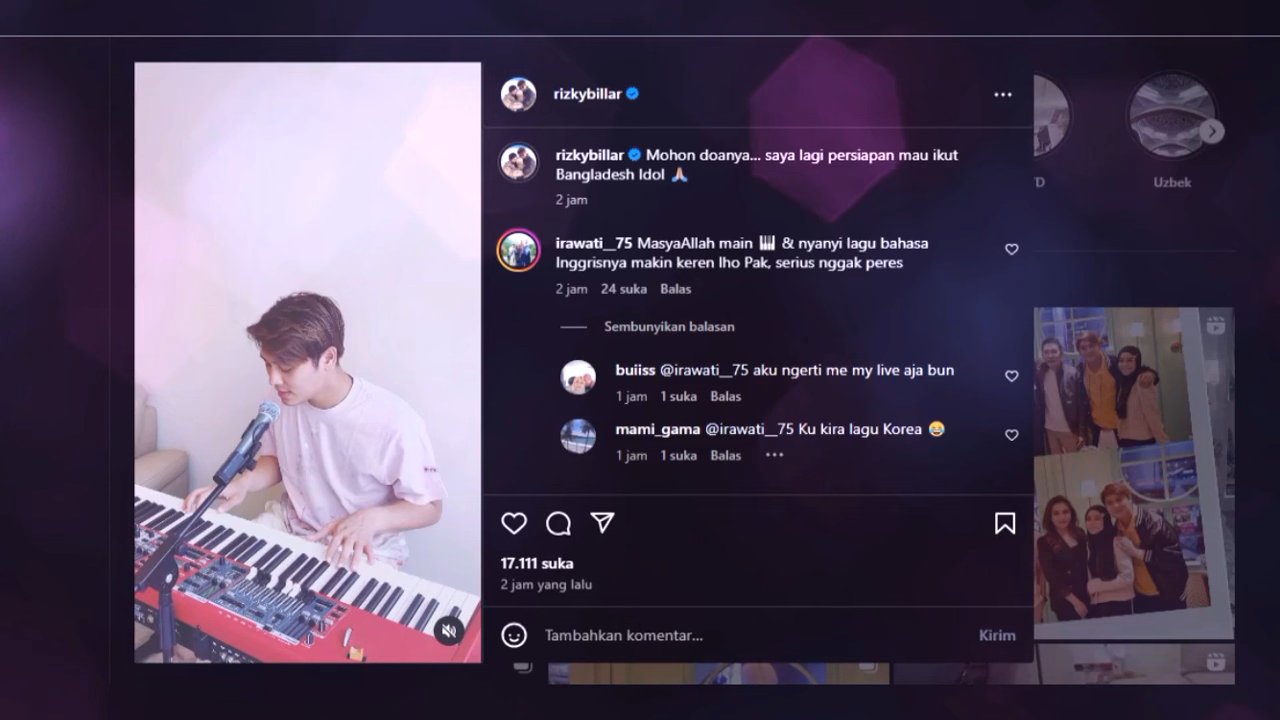 rizkybillar
rizkybillar Mohon doanya... saya lagi persiapan mau ikut
Bangladesh Idol 🙏🏻
2 jam
irawati__75 MasyaAllah main 🎹 & nyanyi lagu bahasa
Inggrisnya makin keren lho Pak, serius nggak peres
2 jam 24 suka Balas
Sembunyikan balasan
buiiss @irawati__75 aku ngerti me my live aja bun
1 jam 1 suka Balas
mami_gama @irawati__75 Ku kira lagu Korea 😂
1 jam 1 suka Balas
17.111 suka
2 jam yang lalu
Tambahkan komentar... Kirim
Uzbek